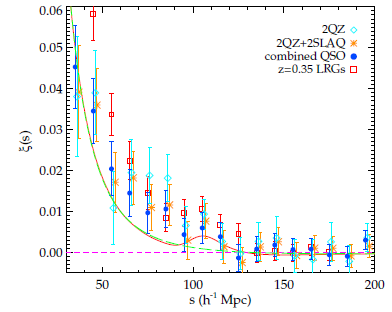 0.06
0.05
0.04
0.03
0.02
0.01
0.00
ξ(s)
2QZ
2QZ+2SLAQ
combined QSO
z=0.35 LRGs
50
100
150
200
s (h⁻¹ Mpc)